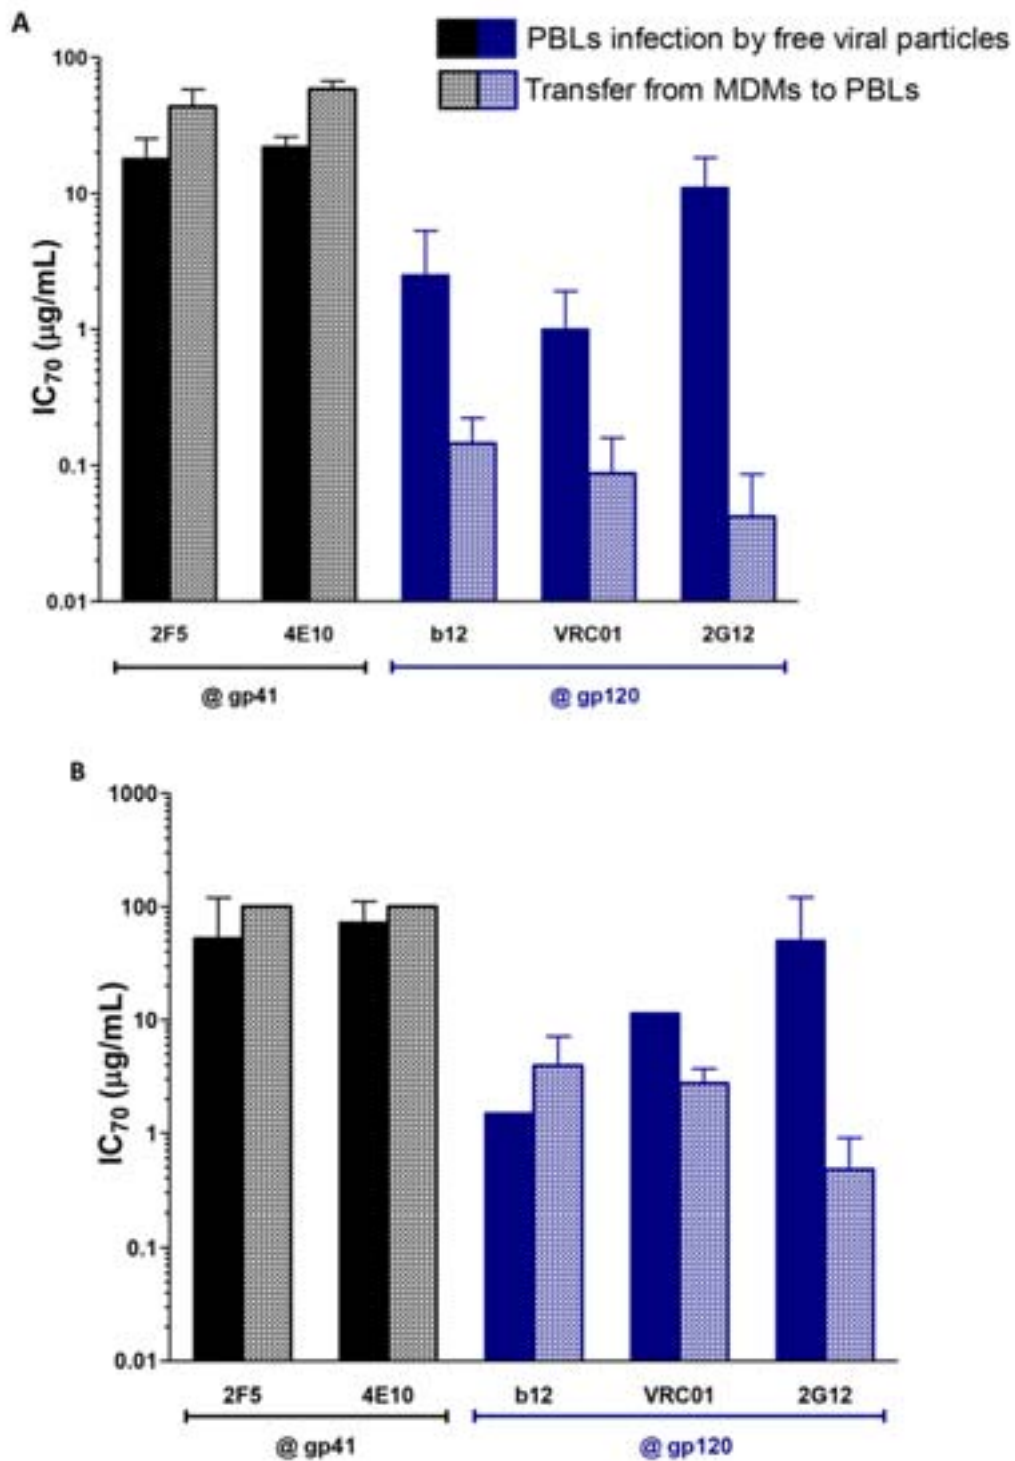 A
PBLs infection by free viral particles
Transfer from MDMs to PBLs
100
10
1
0.1
0.01
IC70 (µg/mL)
2F5 4E10 b12 VRC01 2G12
@ gp41 @ gp120
B
1000
100
10
1
0.1
0.01
IC70 (µg/mL)
2F5 4E10 b12 VRC01 2G12
@ gp41 @ gp120